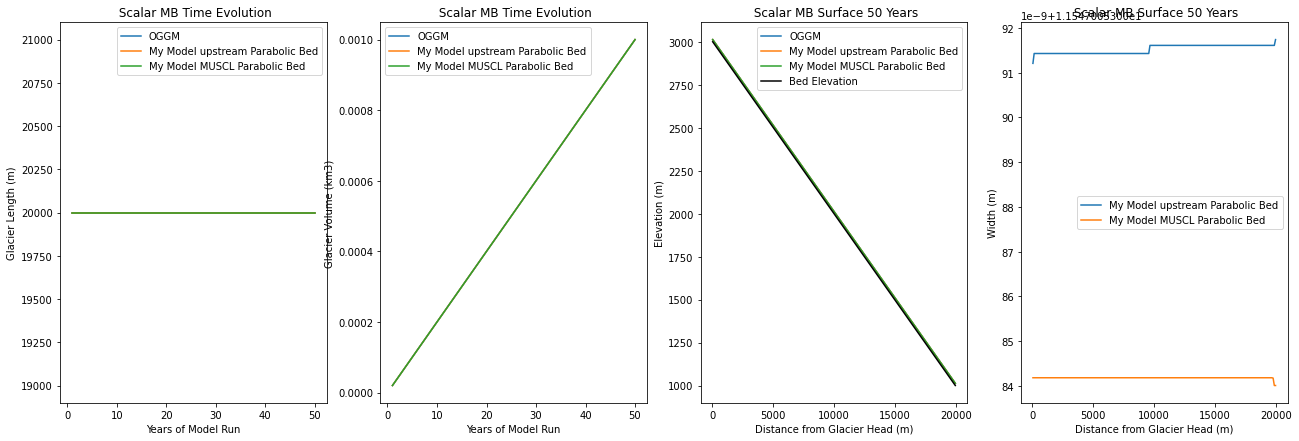 Scalar MB Time Evolution
21000
20750
20500
20250
20000
19750
19500
19250
19000
Glacier Length (m)
OGGM
My Model upstream Parabolic Bed
My Model MUSCL Parabolic Bed
0 10 20 30 40 50
Years of Model Run
Scalar MB Time Evolution
0.0010
0.0008
0.0006
0.0004
0.0002
0.0000
Glacier Volume (km3)
OGGM
My Model upstream Parabolic Bed
My Model MUSCL Parabolic Bed
0 10 20 30 40 50
Years of Model Run
Scalar MB Surface 50 Years
3000
2750
2500
2250
2000
1750
1500
1250
1000
Elevation (m)
OGGM
My Model upstream Parabolic Bed
My Model MUSCL Parabolic Bed
Bed Elevation
0 5000 10000 15000 20000
Distance from Glacier Head (m)
Scalar MB Surface 50 Years
1e−9+1.1547005300e1
92
91
90
89
88
87
86
85
84
Width (m)
My Model upstream Parabolic Bed
My Model MUSCL Parabolic Bed
0 5000 10000 15000 20000
Distance from Glacier Head (m)